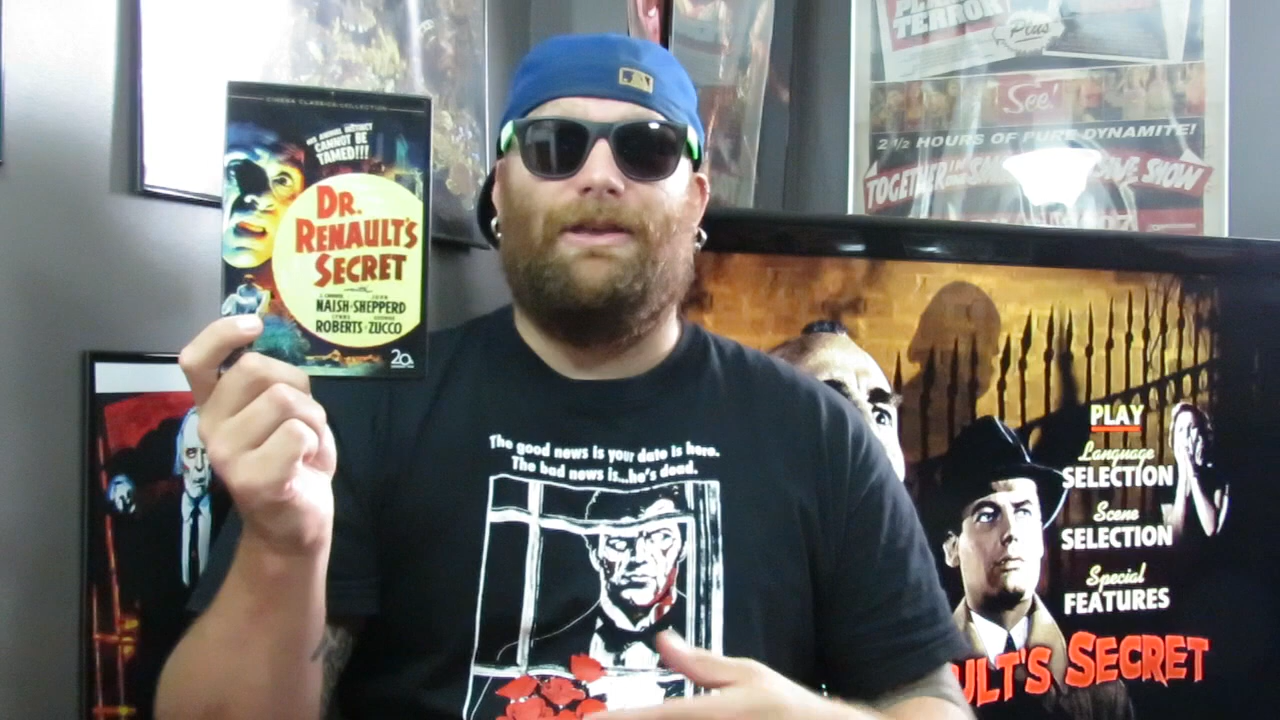 CINEMA CLASSICS COLLECTION
HIS ANIMAL INSTINCT
CANNOT BE
TAMED!!!
DR.
RENAULT'S
SECRET
with
NAISH · SHEPPERD
ROBERTS · ZUCCO
20
TERROR
Plus
See!
2 1/2 HOURS OF PURE DYNAMITE!
TOGETHER
SHOW
The good news is your date is here.
The bad news is...he's dead.
PLAY
Language
SELECTION
Scene
SELECTION
Special
FEATURES
ULT'S SECRET